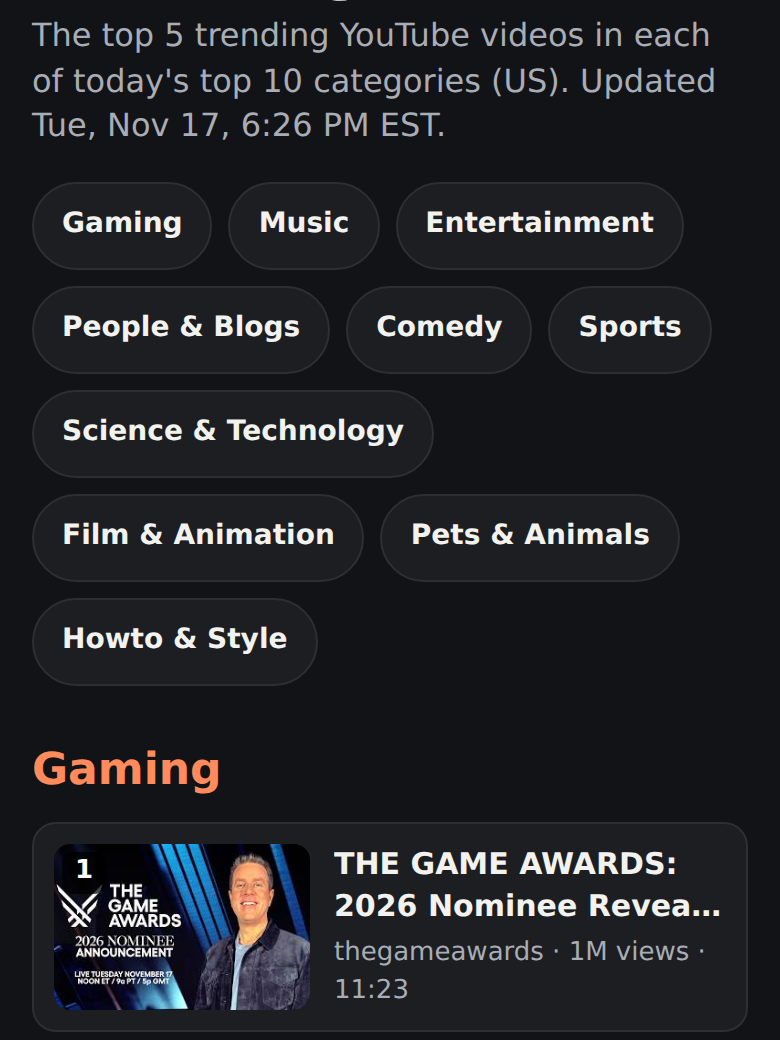 The top 5 trending YouTube videos in each
of today's top 10 categories (US). Updated
Tue, Nov 17, 6:26 PM EST.
Gaming
Music
Entertainment
People & Blogs
Comedy
Sports
Science & Technology
Film & Animation
Pets & Animals
Howto & Style
Gaming
1
THE
GAME
AWARDS
2026 NOMINEE
ANNOUNCEMENT
LIVE TUESDAY NOVEMBER 17
NOON ET / 9a PT / 5p GMT
THE GAME AWARDS:
2026 Nominee Revea...
thegameawards · 1M views ·
11:23